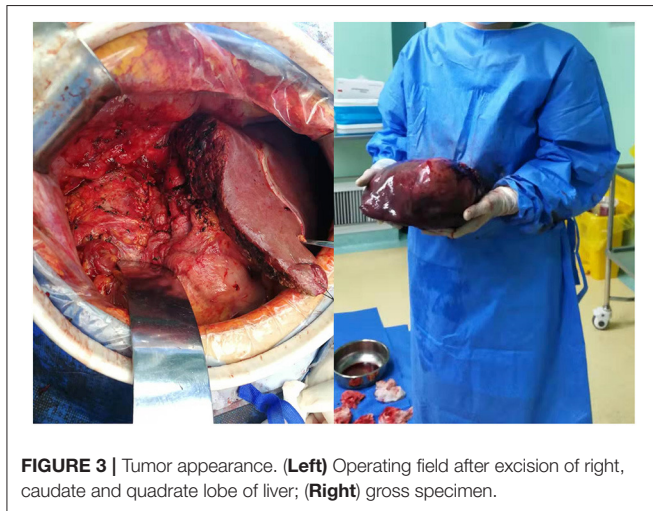 FIGURE 3 | Tumor appearance. (Left) Operating field after excision of right,
caudate and quadrate lobe of liver; (Right) gross specimen.